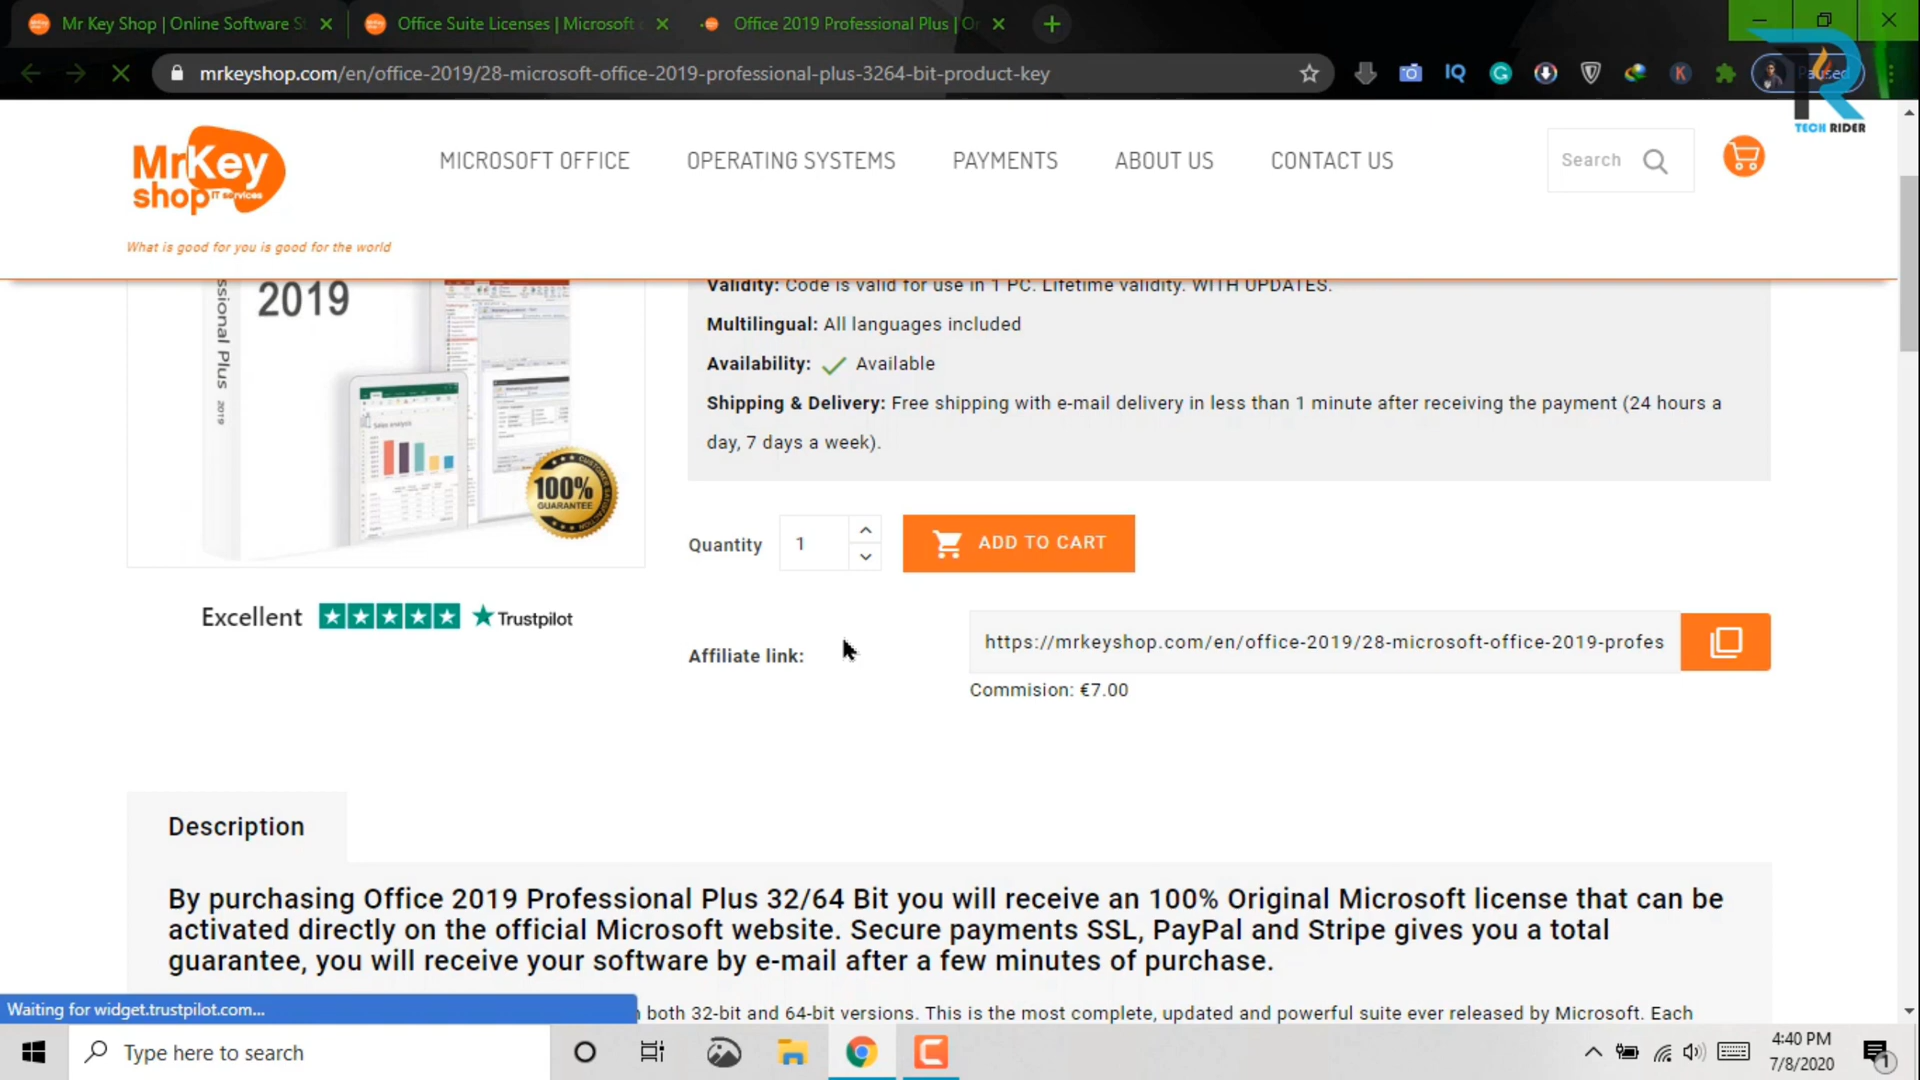 Mr Key Shop | Online Software S
Office Suite Licenses | Microsoft
Office 2019 Professional Plus | Or
mrkeyshop.com/en/office-2019/28-microsoft-office-2019-professional-plus-3264-bit-product-key
Paused
TECH RIDER
MrKey
shop IT services
What is good for you is good for the world
MICROSOFT OFFICE
OPERATING SYSTEMS
PAYMENTS
ABOUT US
CONTACT US
Search
ssional Plus 2019
2019
Sales analysis
100%
GUARANTEE
Validity: Code is valid for use in 1 PC. Lifetime validity. WITH UPDATES.
Multilingual: All languages included
Availability: Available
Shipping & Delivery: Free shipping with e-mail delivery in less than 1 minute after receiving the payment (24 hours a
day, 7 days a week).
Quantity 1
ADD TO CART
Excellent Trustpilot
Affiliate link:
https://mrkeyshop.com/en/office-2019/28-microsoft-office-2019-profes
Commision: €7.00
Description
By purchasing Office 2019 Professional Plus 32/64 Bit you will receive an 100% Original Microsoft license that can be
activated directly on the official Microsoft website. Secure payments SSL, PayPal and Stripe gives you a total
guarantee, you will receive your software by e-mail after a few minutes of purchase.
both 32-bit and 64-bit versions. This is the most complete, updated and powerful suite ever released by Microsoft. Each
Waiting for widget.trustpilot.com...
Type here to search
4:40 PM
7/8/2020
1